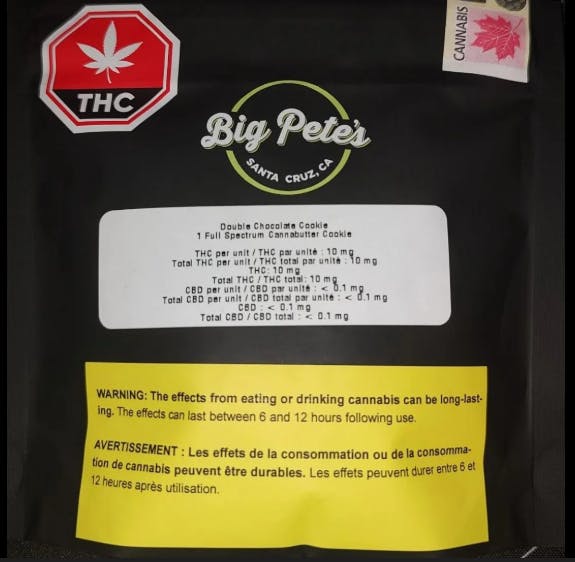 THC
CANNABIS
Big Pete's
SANTA CRUZ, CA
Double Chocolate Cookie
1 Full Spectrum Cannabutter Cookie
THC per unit / THC par unité : 10 mg
Total THC per unit / THC total par unité : 10 mg
THC: 10 mg
Total THC / THC total: 10 mg
CBD per unit / CBD par unité : < 0.1 mg
Total CBD per unit / CBD total par unité : < 0.1 mg
CBD : < 0.1 mg
Total CBD / CBD total : < 0.1 mg
WARNING: The effects from eating or drinking cannabis can be long-last-
ing. The effects can last between 6 and 12 hours following use.
AVERTISSEMENT : Les effets de la consommation ou de la consomma-
tion de cannabis peuvent être durables. Les effets peuvent durer entre 6 et
12 heures après utilisation.